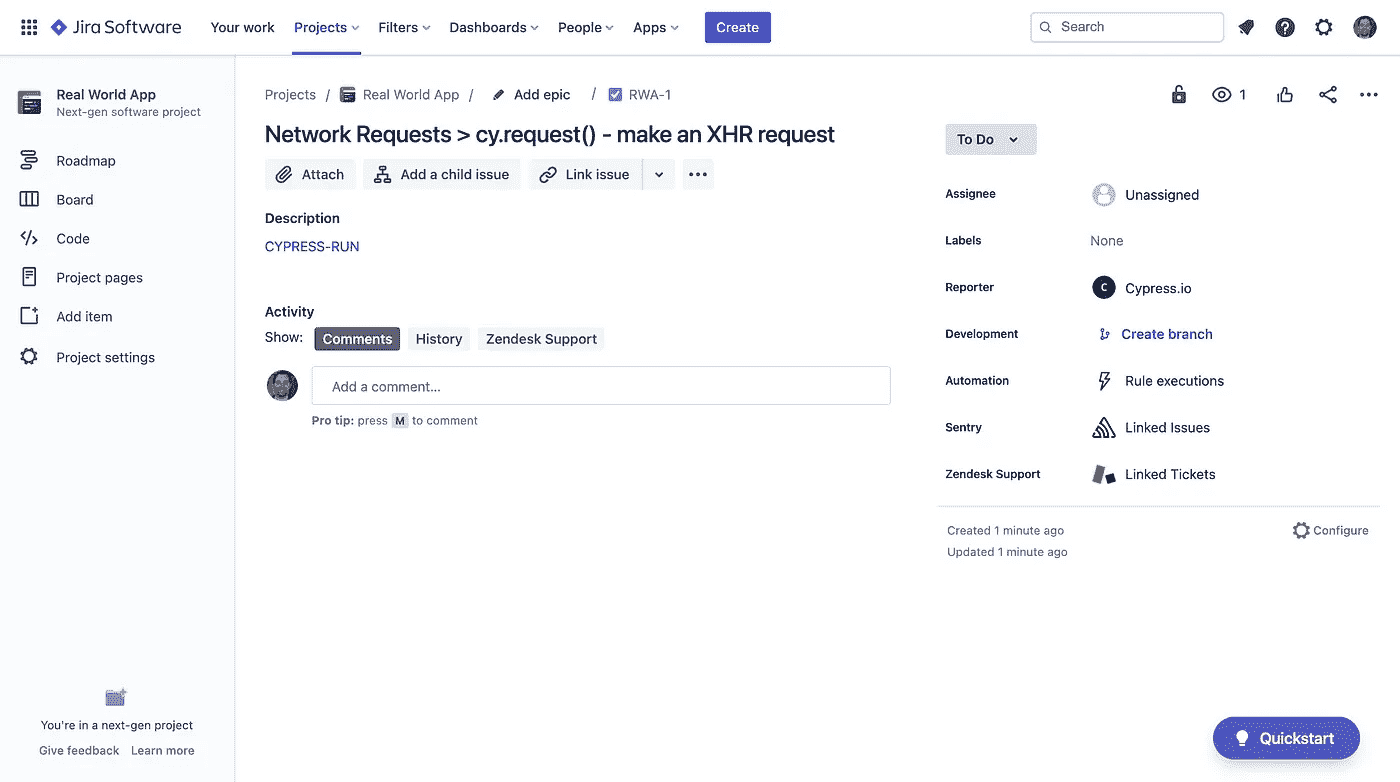 Jira Software Your work Projects Filters Dashboards People Apps Create Search
Real World App
Next-gen software project
Roadmap
Board
Code
Project pages
Add item
Project settings
You're in a next-gen project
Give feedback Learn more
Projects / Real World App / Add epic / RWA-1 1
Network Requests > cy.request() - make an XHR request
Attach Add a child issue Link issue
Description
CYPRESS-RUN
Activity
Show: Comments History Zendesk Support
Add a comment...
Pro tip: press M to comment
To Do
Assignee Unassigned
Labels None
Reporter C Cypress.io
Development Create branch
Automation Rule executions
Sentry Linked Issues
Zendesk Support Linked Tickets
Created 1 minute ago Configure
Updated 1 minute ago
Quickstart